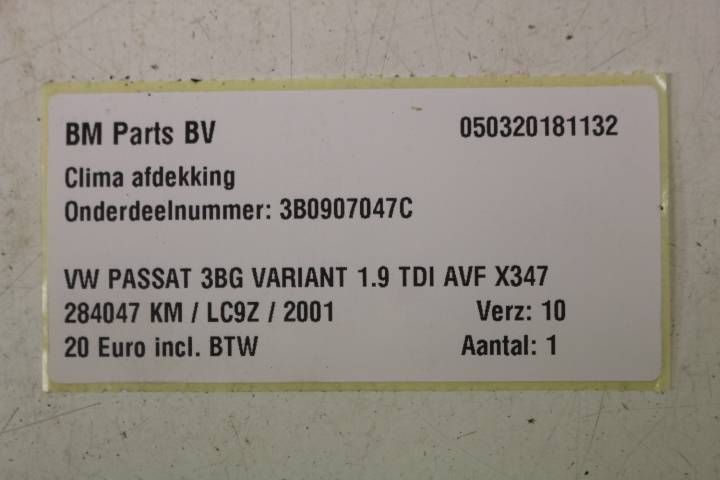 BM Parts BV 050320181132
Clima afdekking
Onderdeelnummer: 3B0907047C
VW PASSAT 3BG VARIANT 1.9 TDI AVF X347
284047 KM / LC9Z / 2001 Verz: 10
20 Euro incl. BTW Aantal: 1